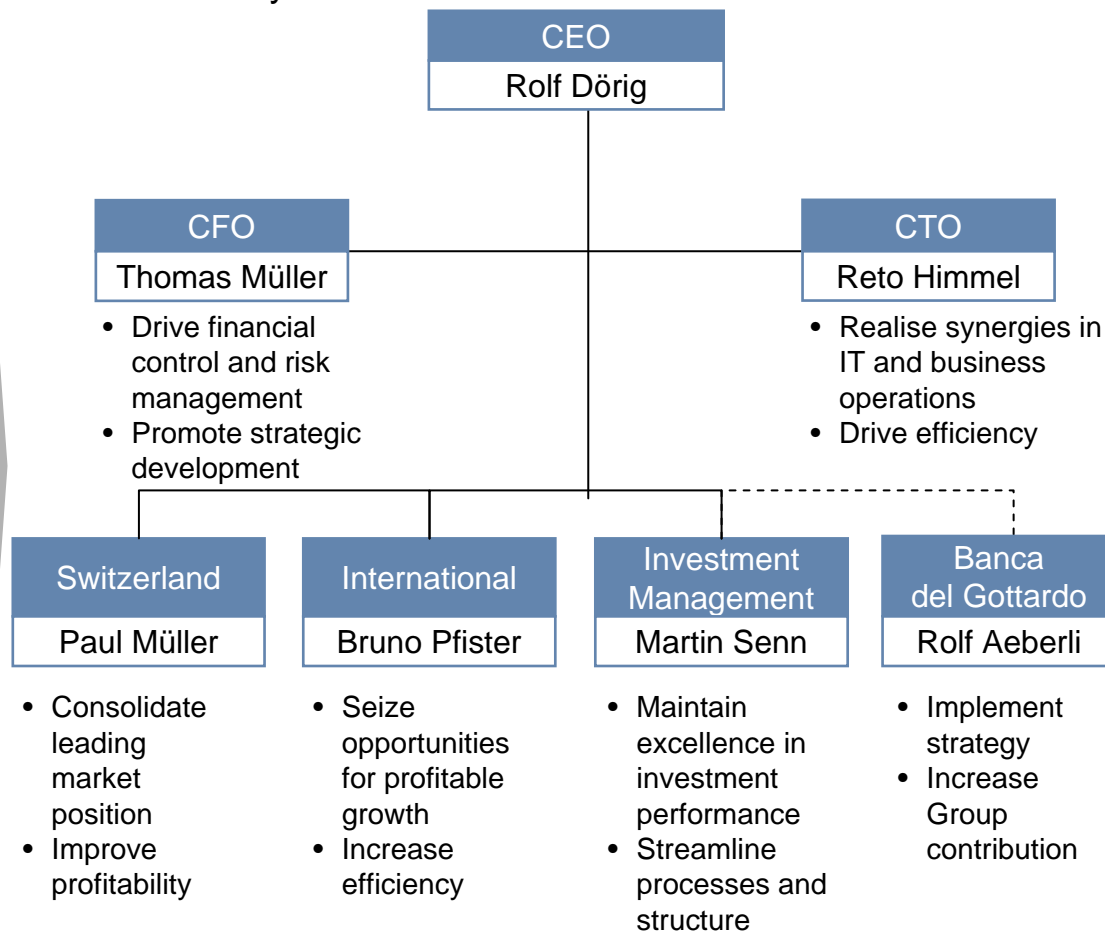 CEO
Rolf Dörig
CFO
Thomas Müller
• Drive financial
control and risk
management
• Promote strategic
development
CTO
Reto Himmel
• Realise synergies in
IT and business
operations
• Drive efficiency
Switzerland
Paul Müller
• Consolidate
leading
market
position
• Improve
profitability
International
Bruno Pfister
• Seize
opportunities
for profitable
growth
• Increase
efficiency
Investment
Management
Martin Senn
• Maintain
excellence in
investment
performance
• Streamline
processes and
structure
Banca
del Gottardo
Rolf Aeberli
• Implement
strategy
• Increase
Group
contribution